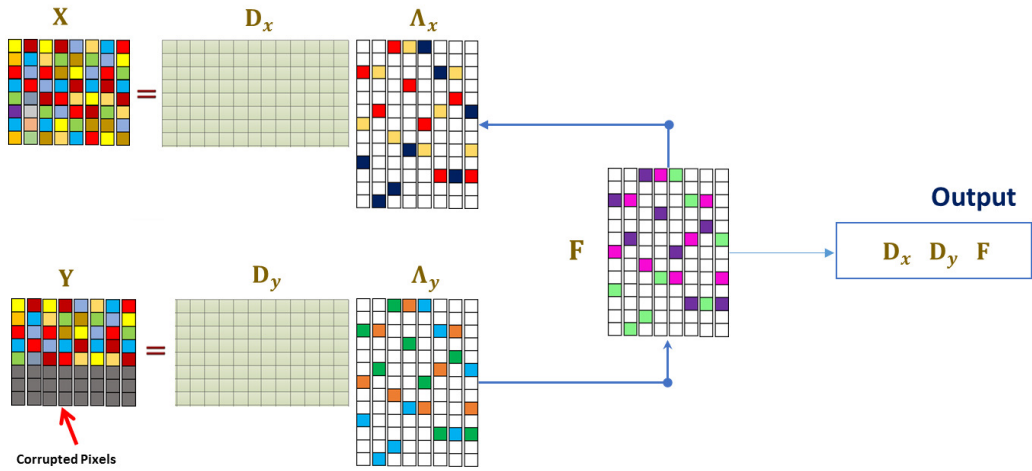 X D_x Λ_x
=
F
Output
D_x D_y F
Y D_y Λ_y
=
Corrupted Pixels